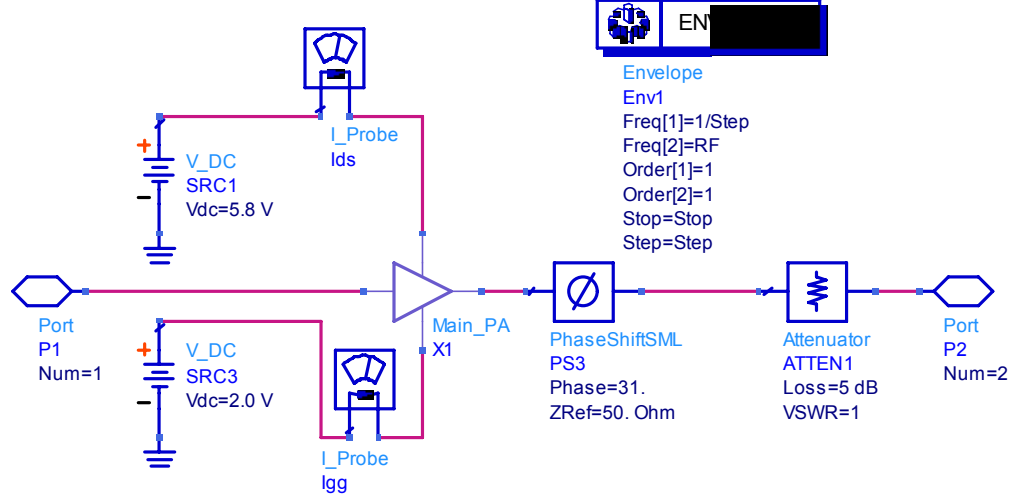 Envelope
Env1
Freq[1]=1/Step
Freq[2]=RF
Order[1]=1
Order[2]=1
Stop=Stop
Step=Step
I_Probe
Ids
V_DC
SRC1
Vdc=5.8 V
Port
P1
Num=1
V_DC
SRC3
Vdc=2.0 V
Main_PA
X1
I_Probe
Igg
PhaseShiftSML
PS3
Phase=31.
ZRef=50. Ohm
Attenuator
ATTEN1
Loss=5 dB
VSWR=1
Port
P2
Num=2